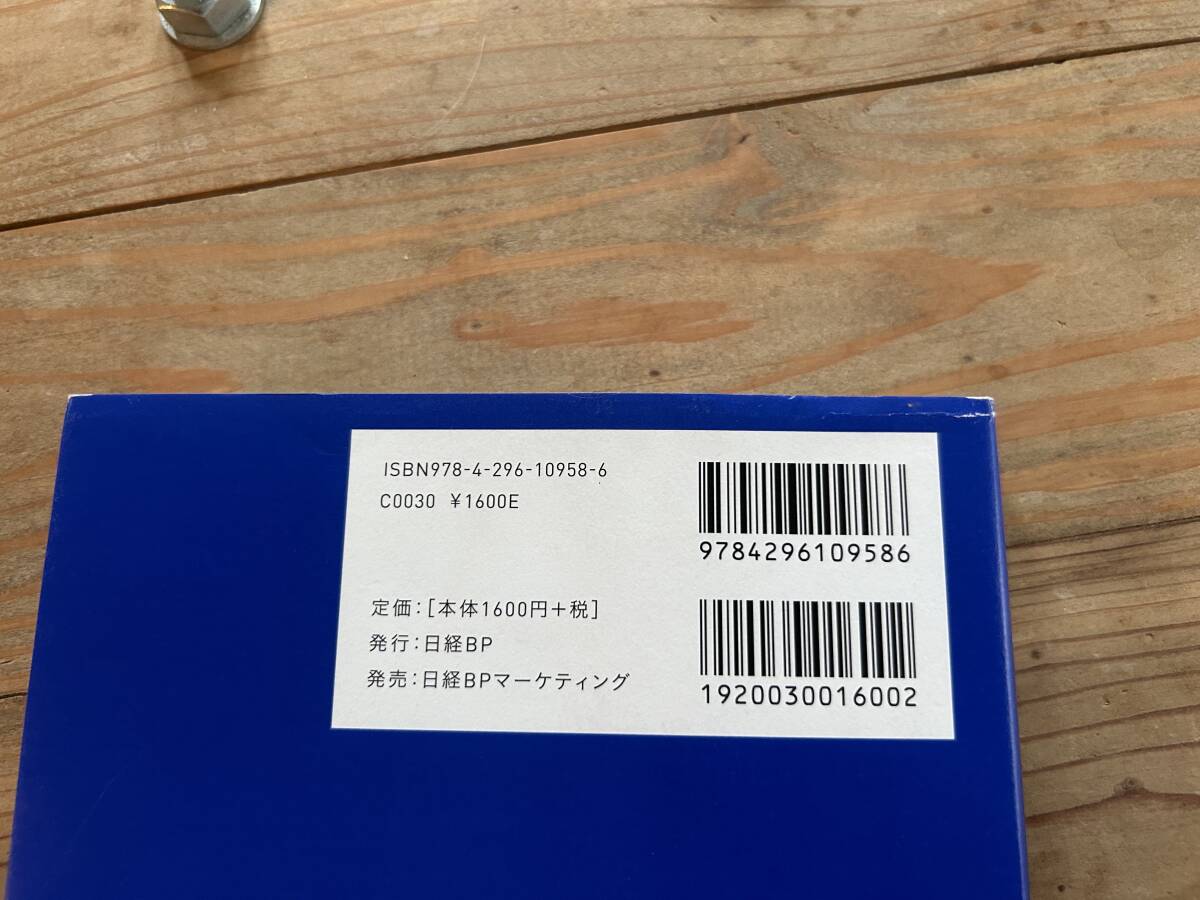 ISBN978-4-296-10958-6
C0030 ¥1600E
9784296109586
定価：[本体1600円+税]
発行：日経BP
発売：日経BPマーケティング
1920030016002